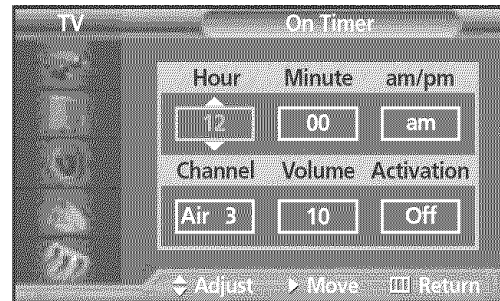 TV On Timer
Hour Minute am/pm
12 00 am
Channel Volume Activation
Air 3 10 Off
Adjust Move Return